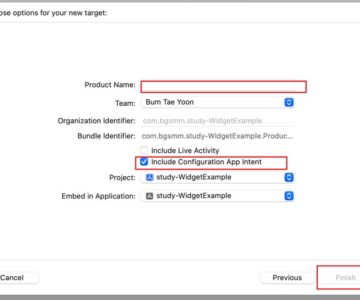 ose options for your new target:
Product Name:
Team: Bum Tae Yoon
Organization Identifier: com.bgsmm.study-WidgetExample
Bundle Identifier: com.bgsmm.study-WidgetExample.Produc...
Include Live Activity
Include Configuration App Intent
Project: study-WidgetExample
Embed in Application: study-WidgetExample
Cancel Previous Finish